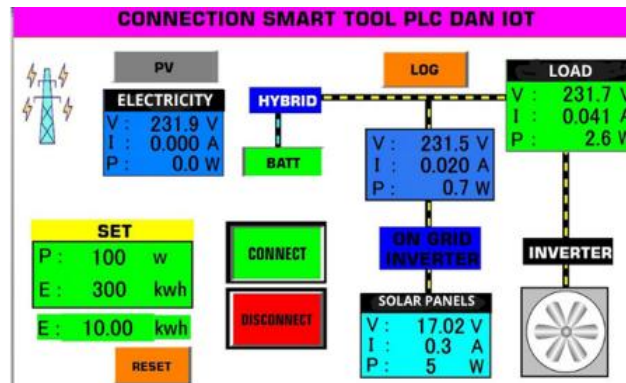 CONNECTION SMART TOOL PLC DAN IOT
PV
LOG
LOAD
ELECTRICITY
V : 231.9 V
I : 0.000 A
P : 0.0 W
HYBRID
BATT
V : 231.5 V
I : 0.020 A
P : 0.7 W
V : 231.7 V
I : 0.041 A
P : 2.6 W
SET
P : 100 w
E : 300 kwh
E : 10.00 kwh
RESET
CONNECT
DISCONNECT
ON GRID
INVERTER
SOLAR PANELS
V : 17.02 V
I : 0.3 A
P : 5 W
INVERTER